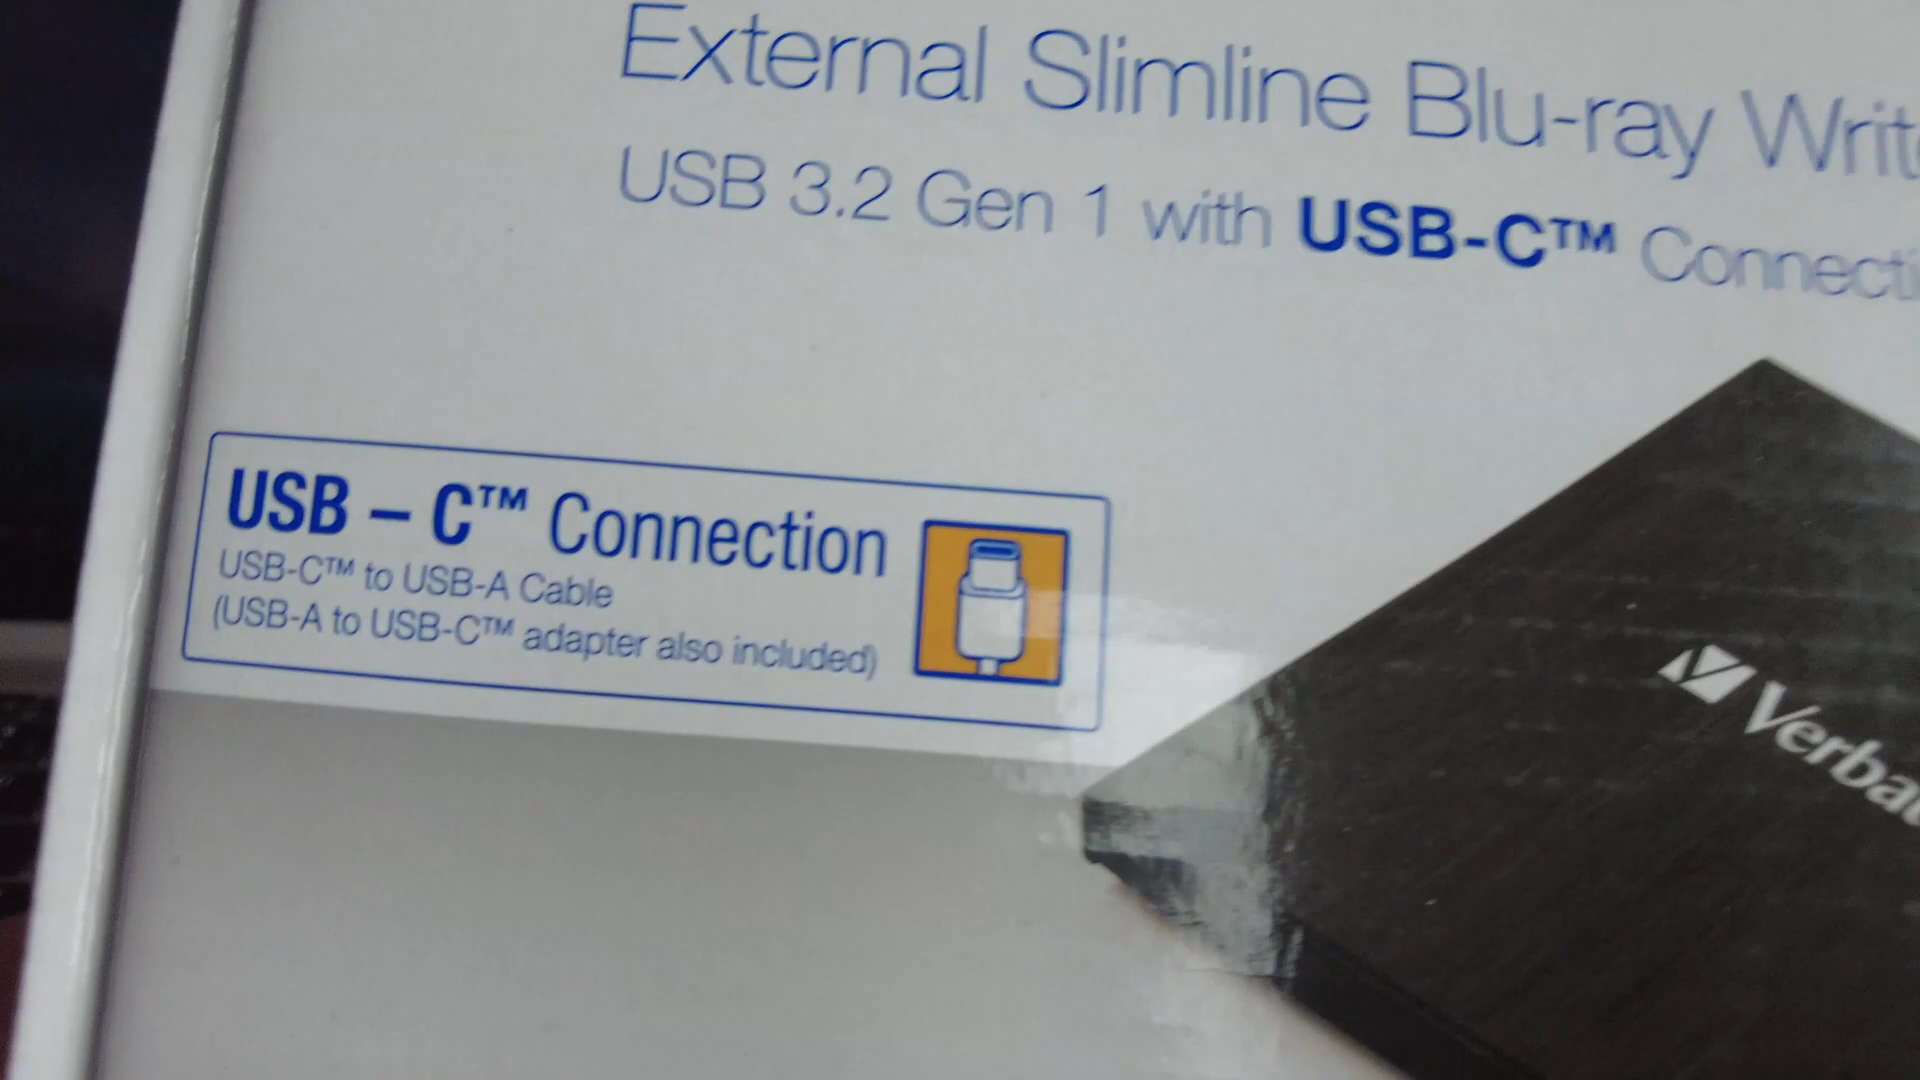 External Slimline Blu-ray Write
USB 3.2 Gen 1 with USB-C™ Connecti
USB – C™ Connection
USB-C™ to USB-A Cable
(USB-A to USB-C™ adapter also included)
Verbat